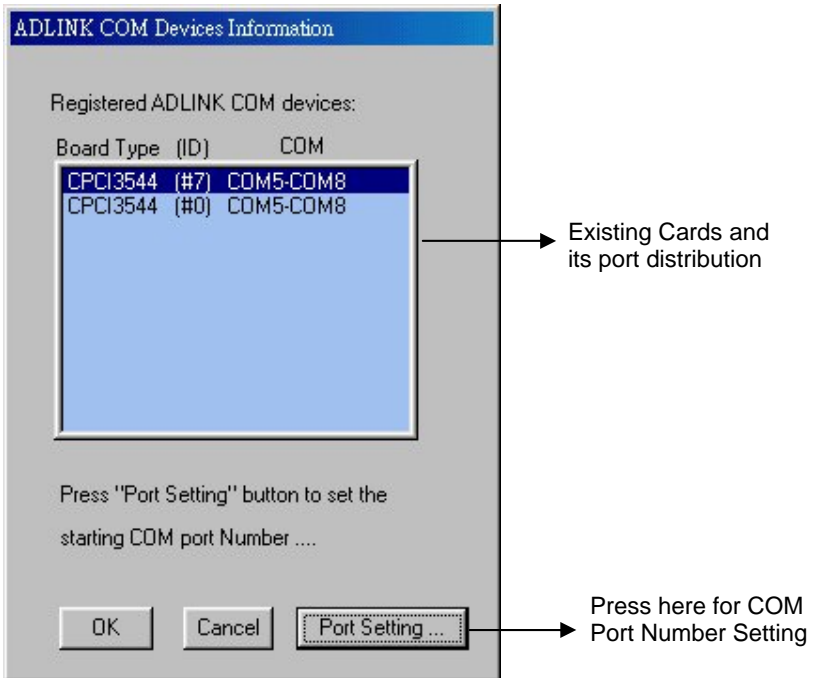 ADLINK COM Devices Information
Registered ADLINK COM devices:
Board Type (ID) COM
CPCI3544 (#7) COM5-COM8
CPCI3544 (#0) COM5-COM8
Existing Cards and
its port distribution
Press "Port Setting" button to set the
starting COM port Number ....
OK Cancel Port Setting ...
Press here for COM
Port Number Setting